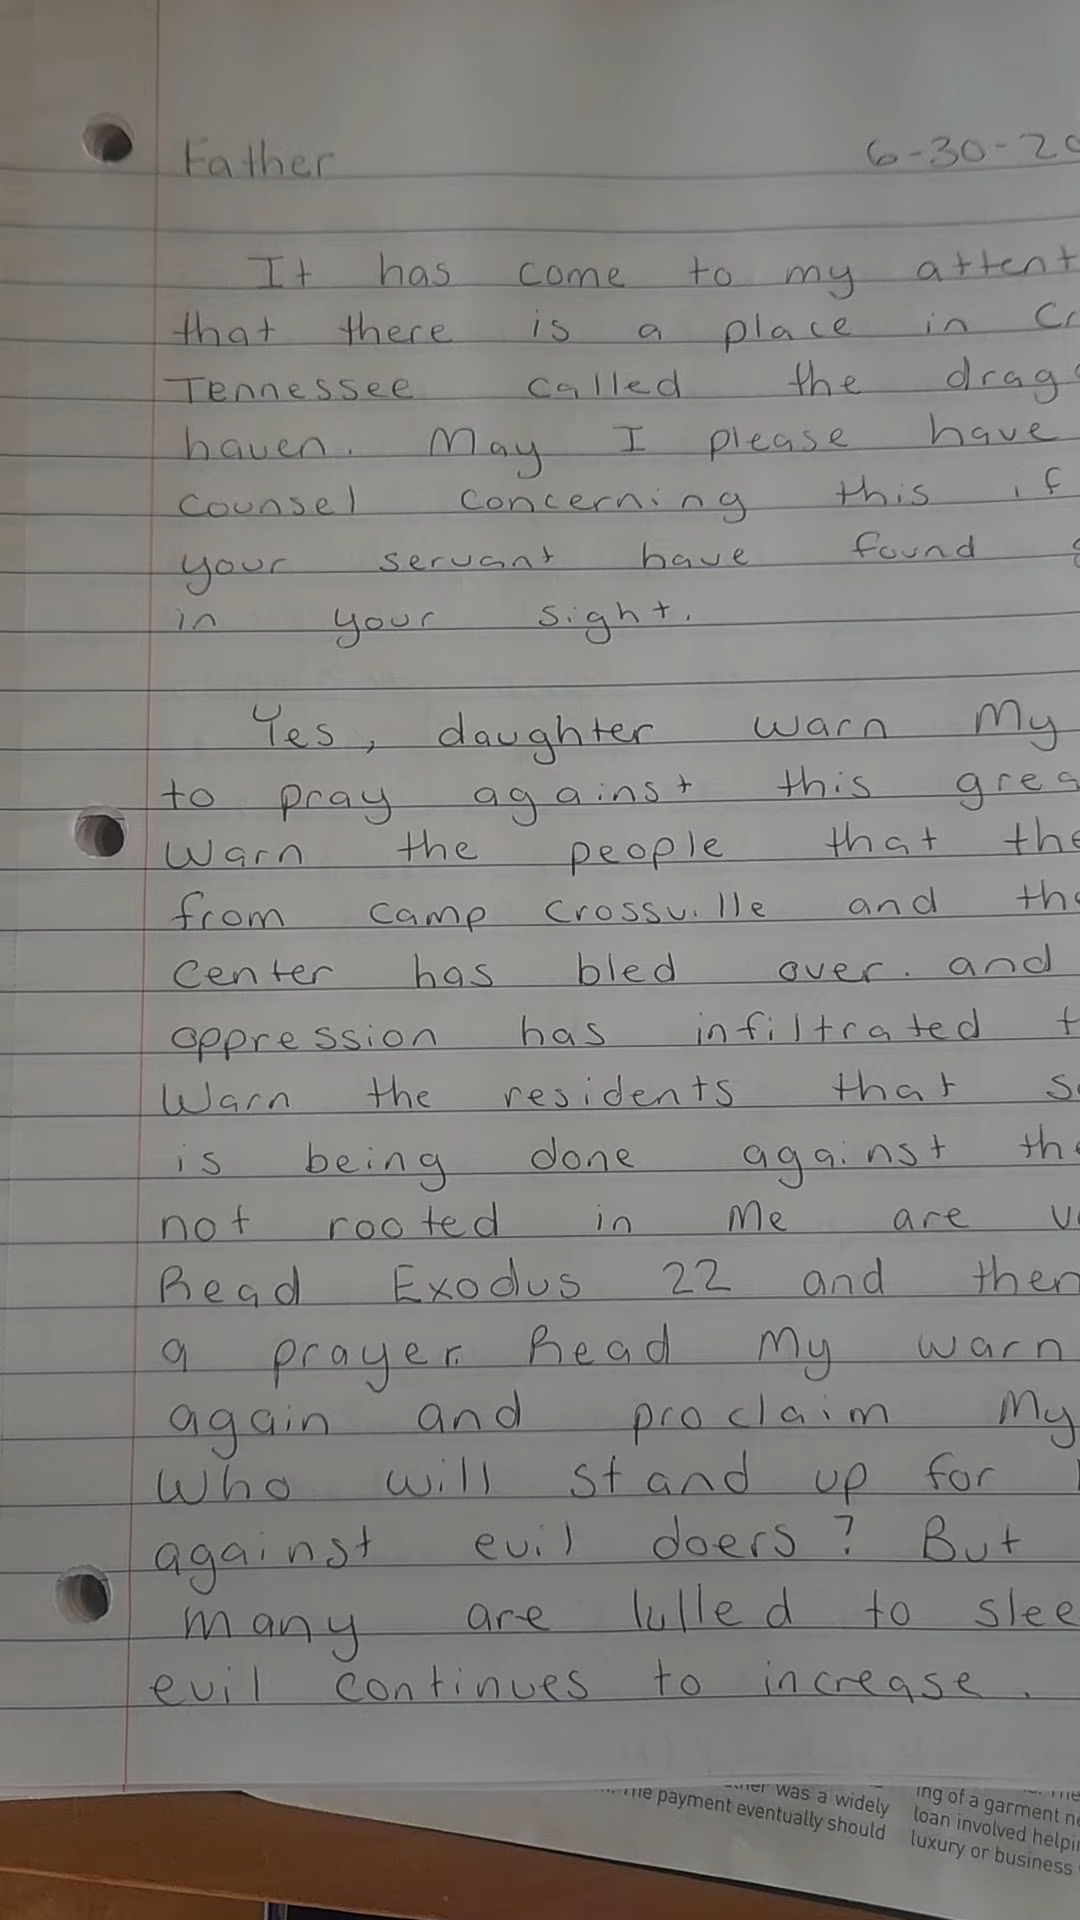 Father 6-30-20
It has come to my attent
that there is a place in Cr
Tennessee called the drag
haven. May I please have
counsel concerning this if
your servant have found
in your sight.
Yes, daughter warn My
to pray against this grea
Warn the people that the
from camp crossville and the
center has bled over. and
oppression has infiltrated t
Warn the residents that so
is being done against the
not rooted in Me are
Read Exodus 22 and then
a prayer. Read My warn
again and proclaim My
Who will stand up for
against evil doers? But
many are lulled to slee
evil continues to increase.
was a widely
The payment eventually should
ing of a garment ne
loan involved helpi
luxury or business